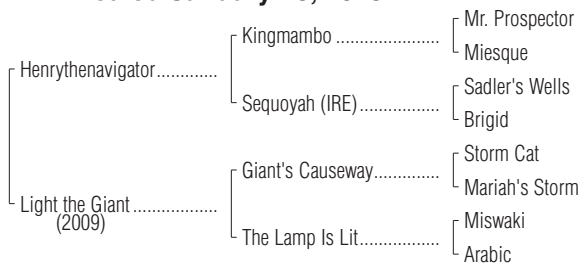 Kingmambo
Mr. Prospector
Miesque
Henrythenavigator
Sequoyah (IRE)
Sadler's Wells
Brigid
Giant's Causeway
Storm Cat
Mariah's Storm
Light the Giant
(2009)
The Lamp Is Lit
Miswaki
Arabic